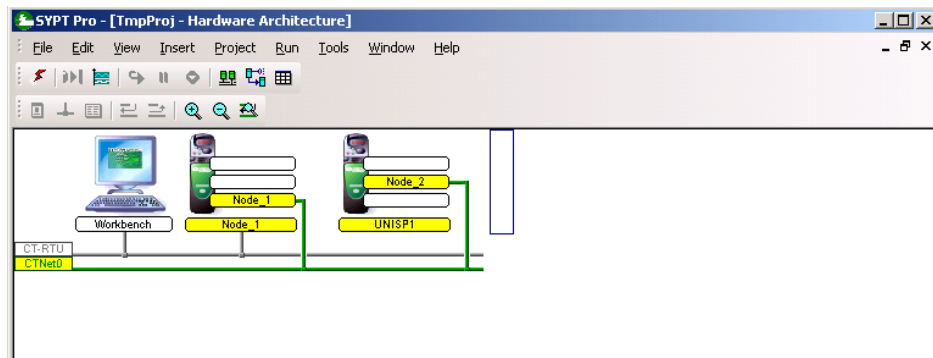 SYPT Pro - [TmpProj - Hardware Architecture]
File Edit View Insert Project Run Tools Window Help
Node_2
Node_1
Workbench Node_1 UNISP1
CT-RTU
CTNet0